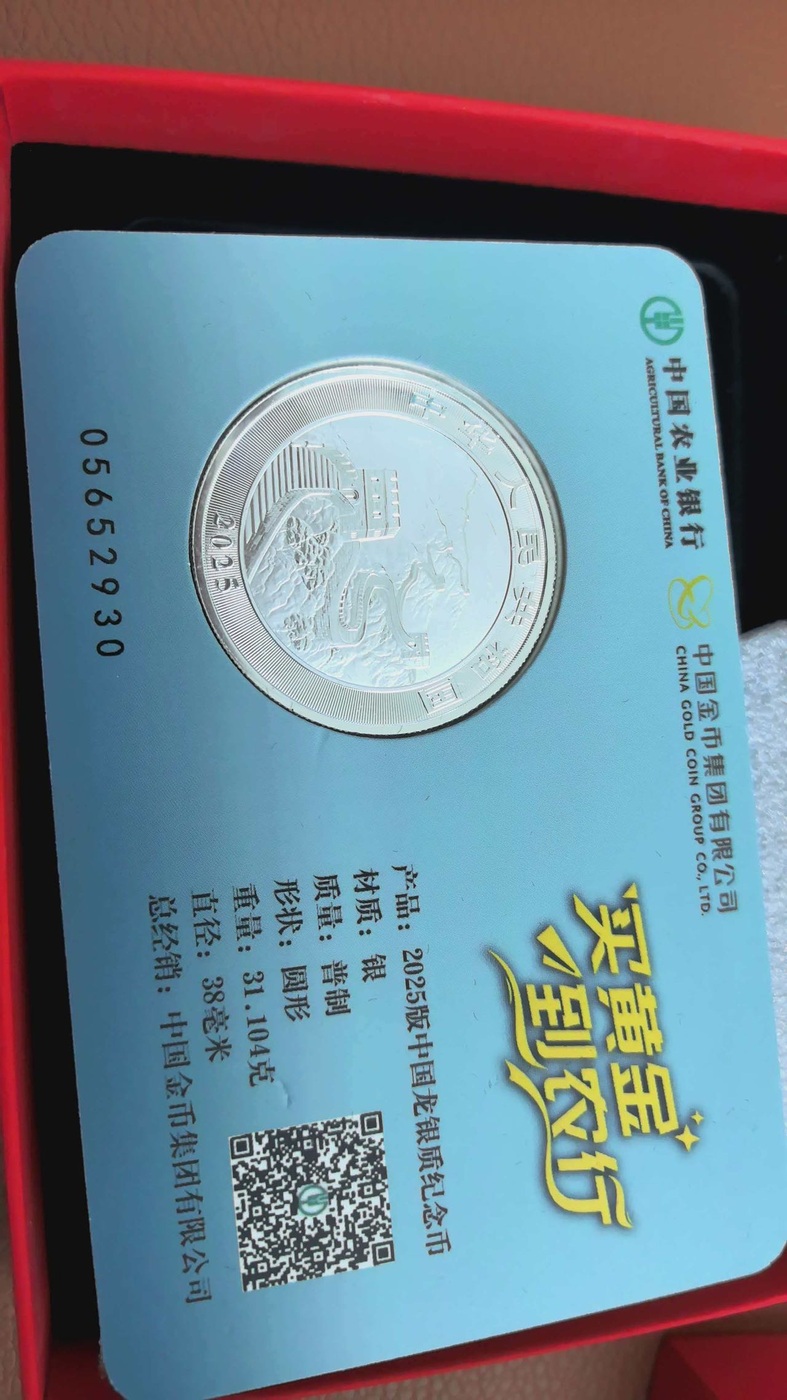 中国农业银行
AGRICULTURAL BANK OF CHINA
中国金币集团有限公司
CHINA GOLD COIN GROUP CO., LTD.
买黄金
到农行
中华人民共和国
2025
产品：2025版中国龙银质纪念币
材质：银
质量：普制
形状：圆形
重量：31.104克
直径：38毫米
总经销：中国金币集团有限公司
05652930